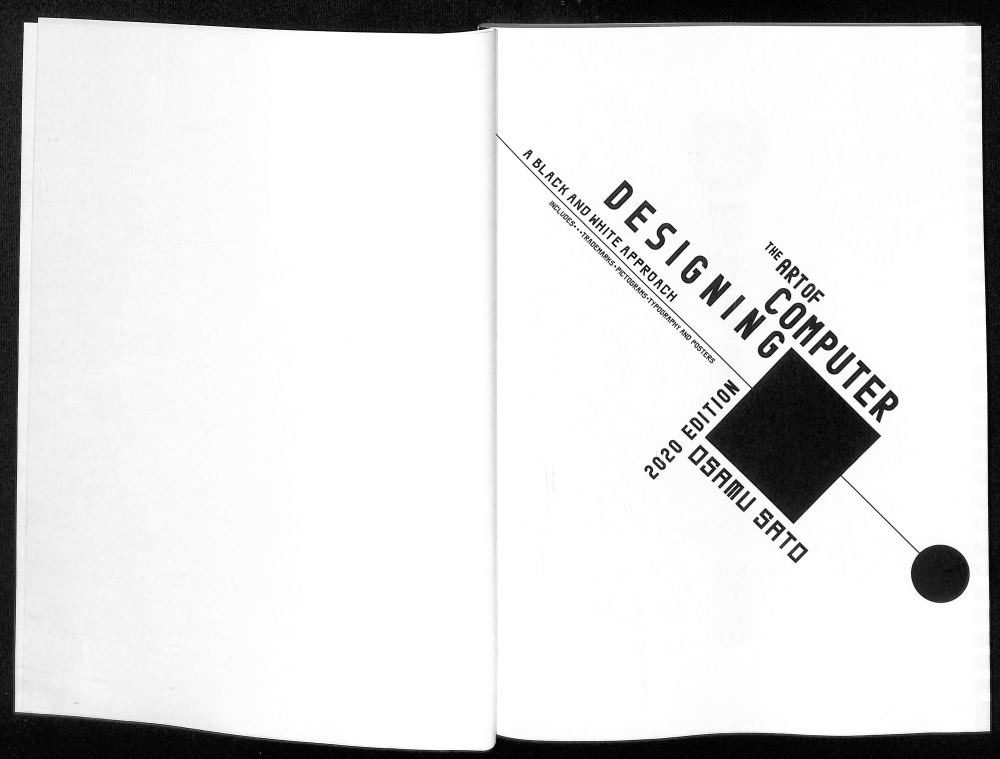 THE ART OF
COMPUTER
DESIGNING
A BLACK AND WHITE APPROACH
INCLUDES•••TRADEMARKS•PICTOGRAMS•TYPOGRAPHY AND POSTERS
2020 EDITION
OSAMU SATO